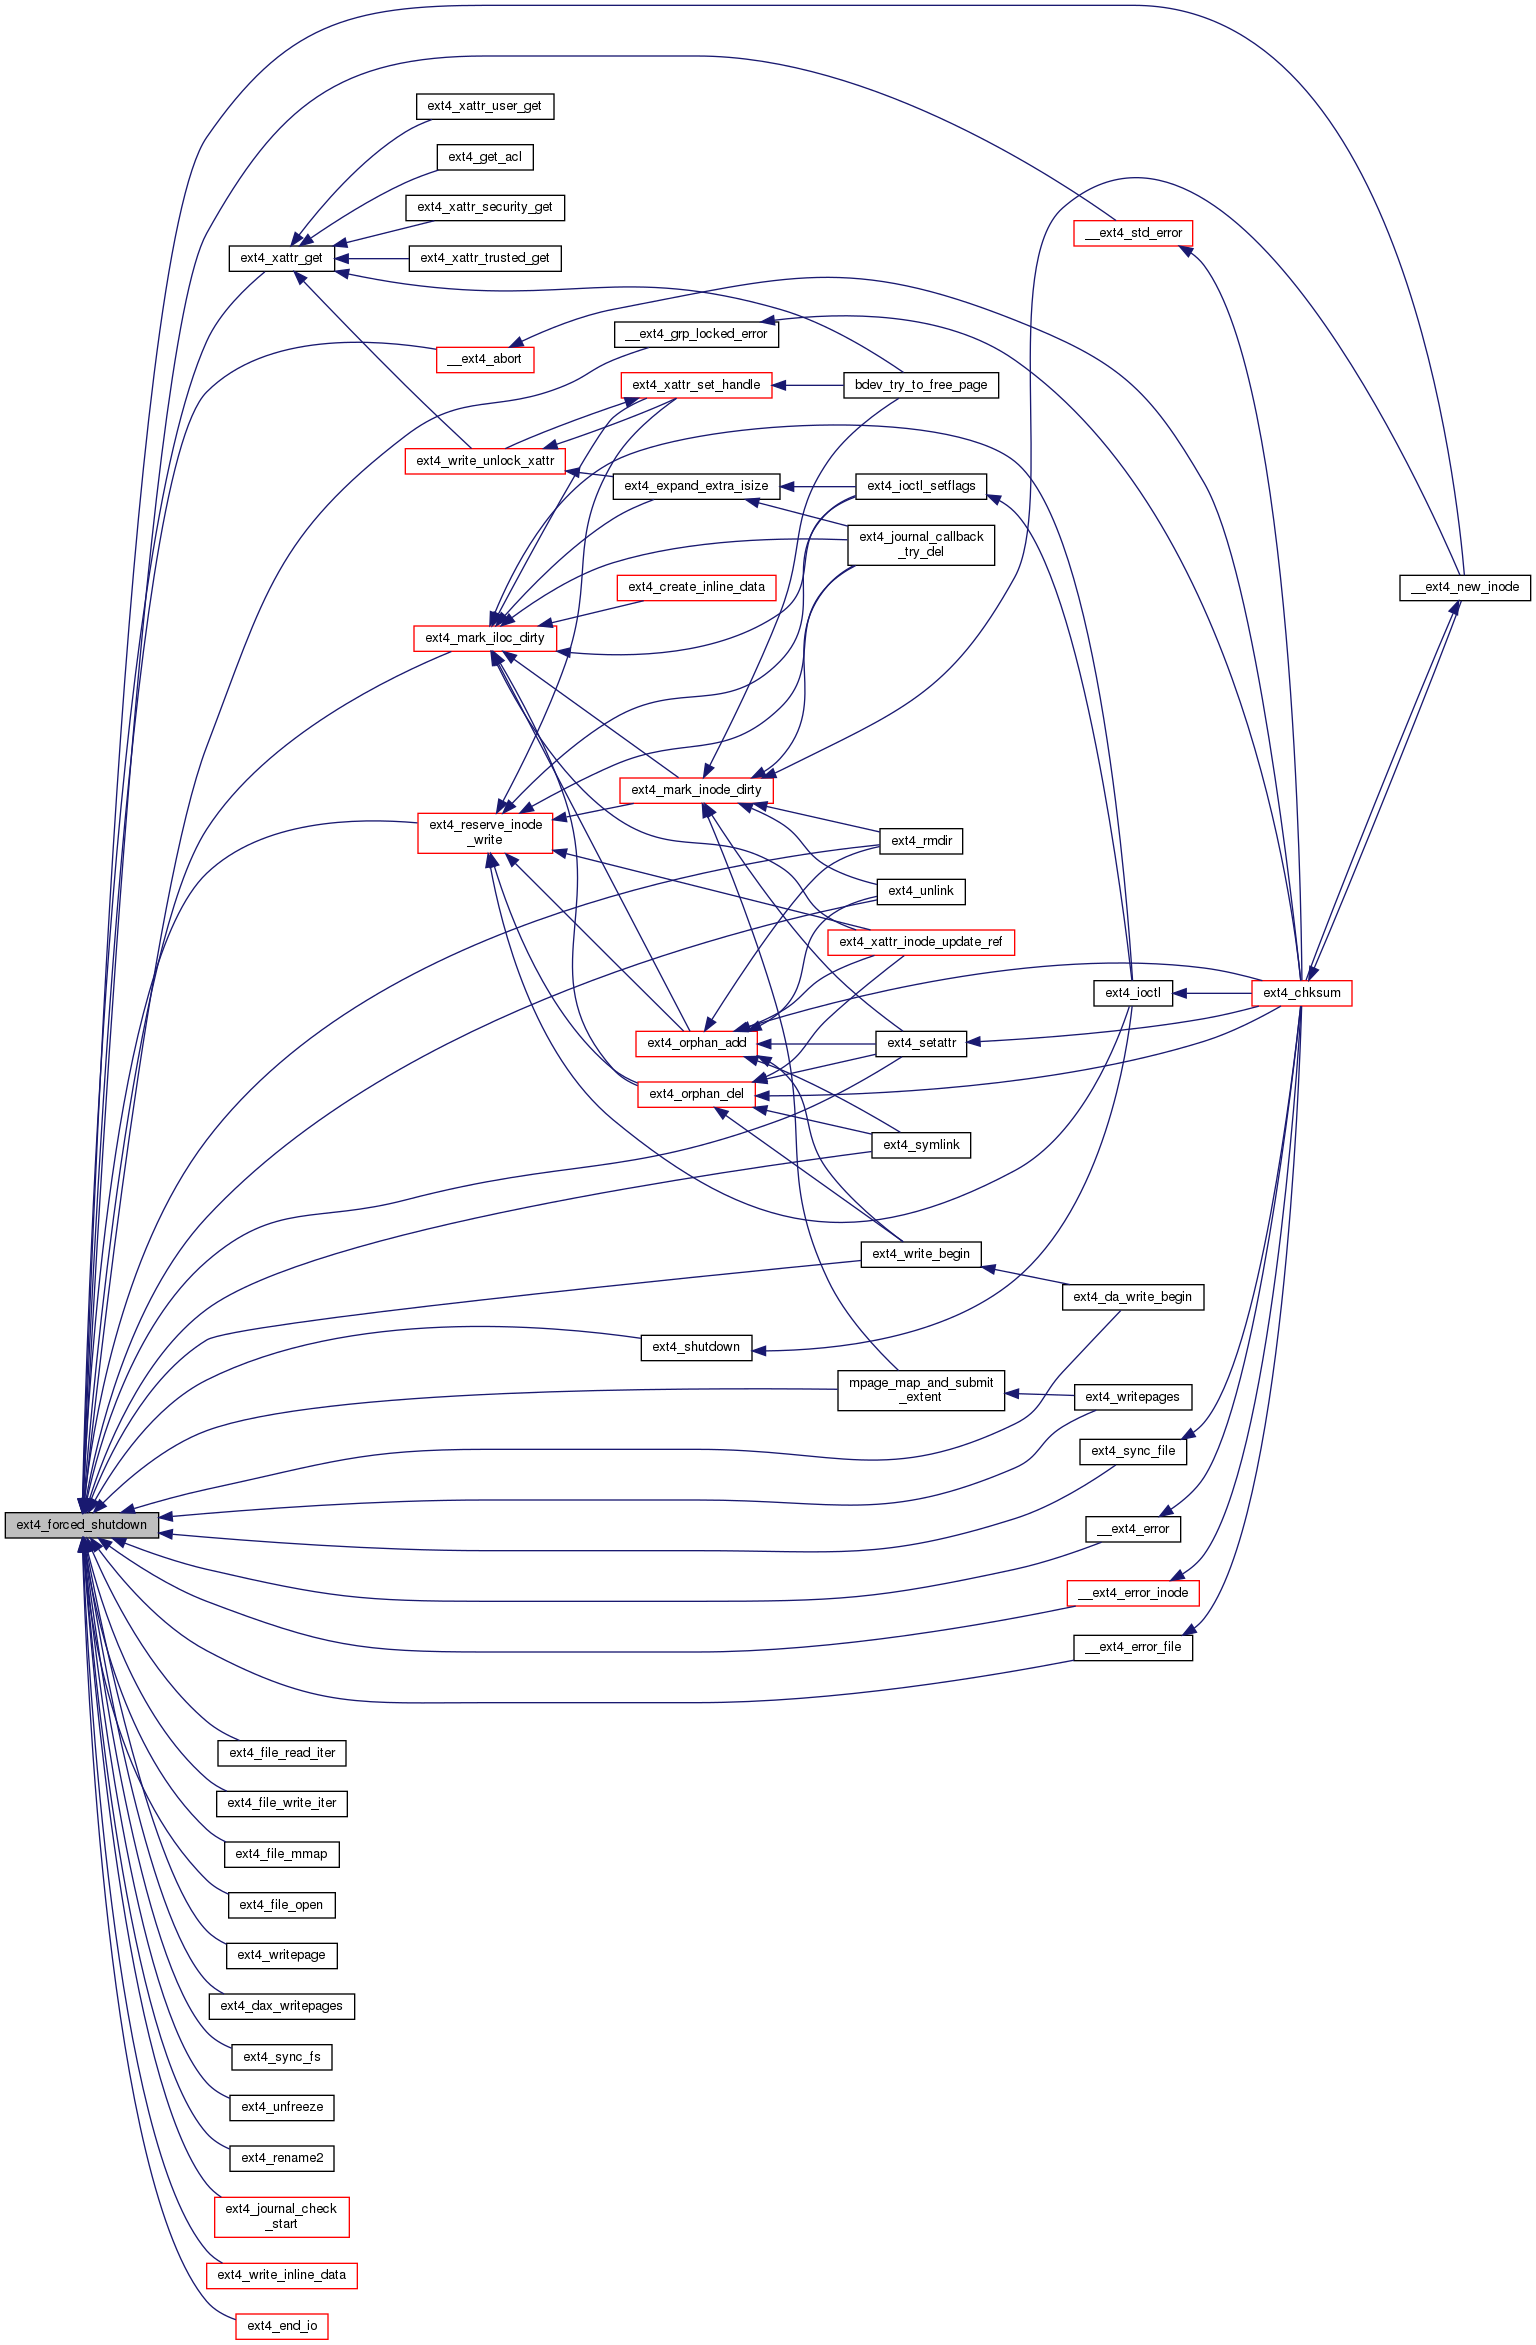 ext4_xattr_user_get
ext4_get_acl
ext4_xattr_security_get
__ext4_std_error
ext4_xattr_get
ext4_xattr_trusted_get
__ext4_grp_locked_error
__ext4_abort
ext4_xattr_set_handle
bdev_try_to_free_page
ext4_write_unlock_xattr
ext4_expand_extra_isize
ext4_ioctl_setflags
ext4_journal_callback
_try_del
ext4_create_inline_data
__ext4_new_inode
ext4_mark_iloc_dirty
ext4_mark_inode_dirty
ext4_reserve_inode
_write
ext4_rmdir
ext4_unlink
ext4_xattr_inode_update_ref
ext4_ioctl
ext4_chksum
ext4_orphan_add
ext4_setattr
ext4_orphan_del
ext4_symlink
ext4_write_begin
ext4_da_write_begin
ext4_shutdown
mpage_map_and_submit
_extent
ext4_writepages
ext4_sync_file
ext4_forced_shutdown
__ext4_error
__ext4_error_inode
__ext4_error_file
ext4_file_read_iter
ext4_file_write_iter
ext4_file_mmap
ext4_file_open
ext4_writepage
ext4_dax_writepages
ext4_sync_fs
ext4_unfreeze
ext4_rename2
ext4_journal_check
_start
ext4_write_inline_data
ext4_end_io